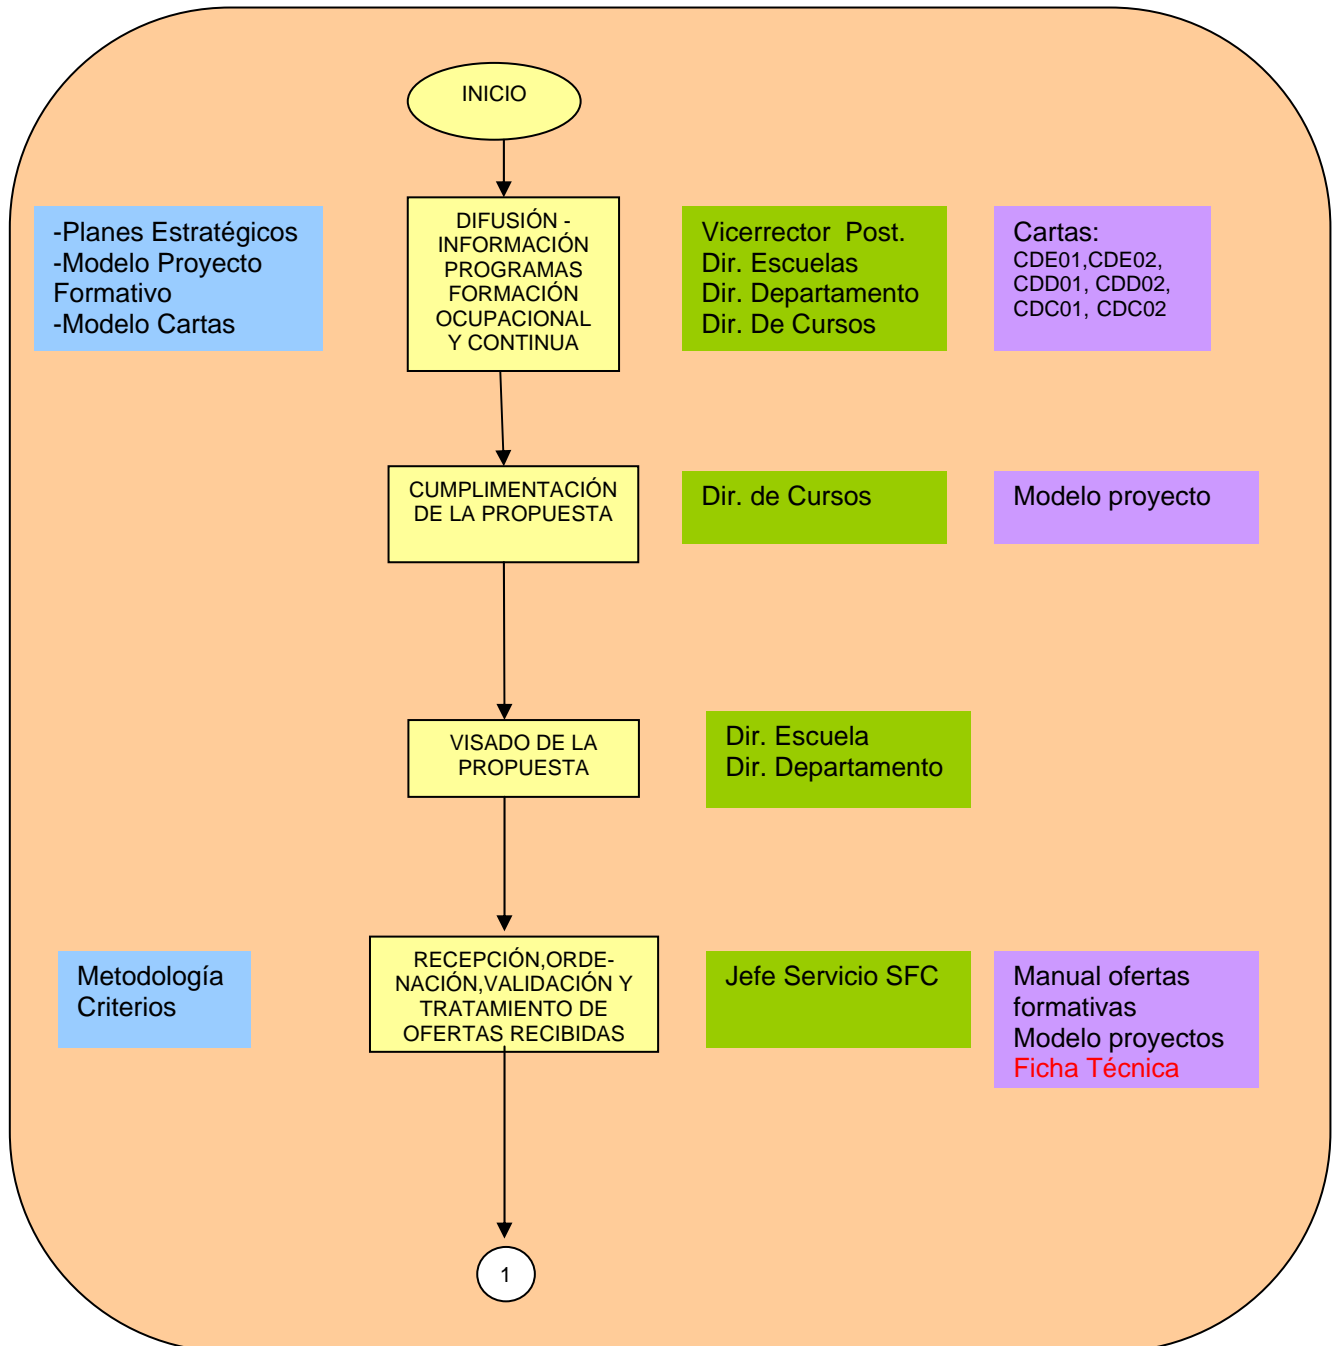 INICIO
-Planes Estratégicos
-Modelo Proyecto
Formativo
-Modelo Cartas
DIFUSIÓN -
INFORMACIÓN
PROGRAMAS
FORMACIÓN
OCUPACIONAL
Y CONTINUA
Vicerrector Post.
Dir. Escuelas
Dir. Departamento
Dir. De Cursos
Cartas:
CDE01,CDE02,
CDD01, CDD02,
CDC01, CDC02
CUMPLIMENTACIÓN
DE LA PROPUESTA
Dir. de Cursos
Modelo proyecto
VISADO DE LA
PROPUESTA
Dir. Escuela
Dir. Departamento
Metodología
Criterios
RECEPCIÓN,ORDE-
NACIÓN,VALIDACIÓN Y
TRATAMIENTO DE
OFERTAS RECIBIDAS
Jefe Servicio SFC
Manual ofertas
formativas
Modelo proyectos
Ficha Técnica
1